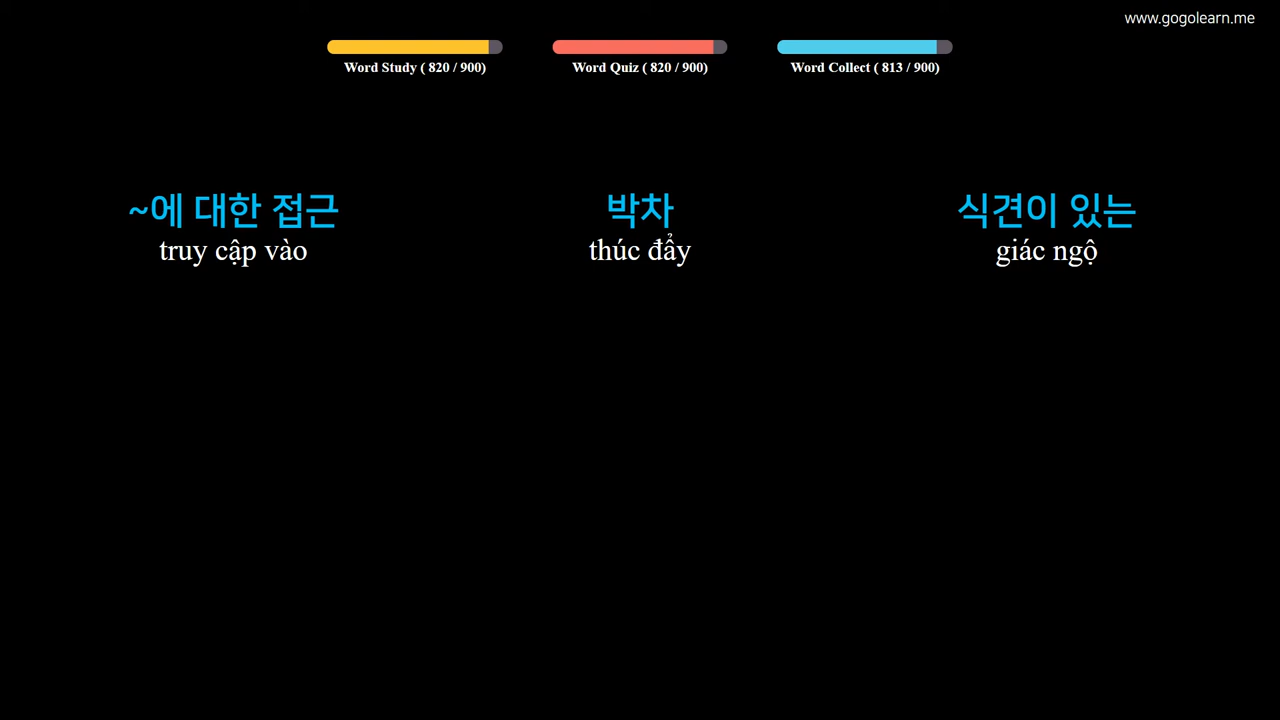 www.gogolearn.me
Word Study ( 820 / 900)
Word Quiz ( 820 / 900)
Word Collect ( 813 / 900)
~에 대한 접근
truy cập vào
박차
thúc đẩy
식견이 있는
giác ngộ